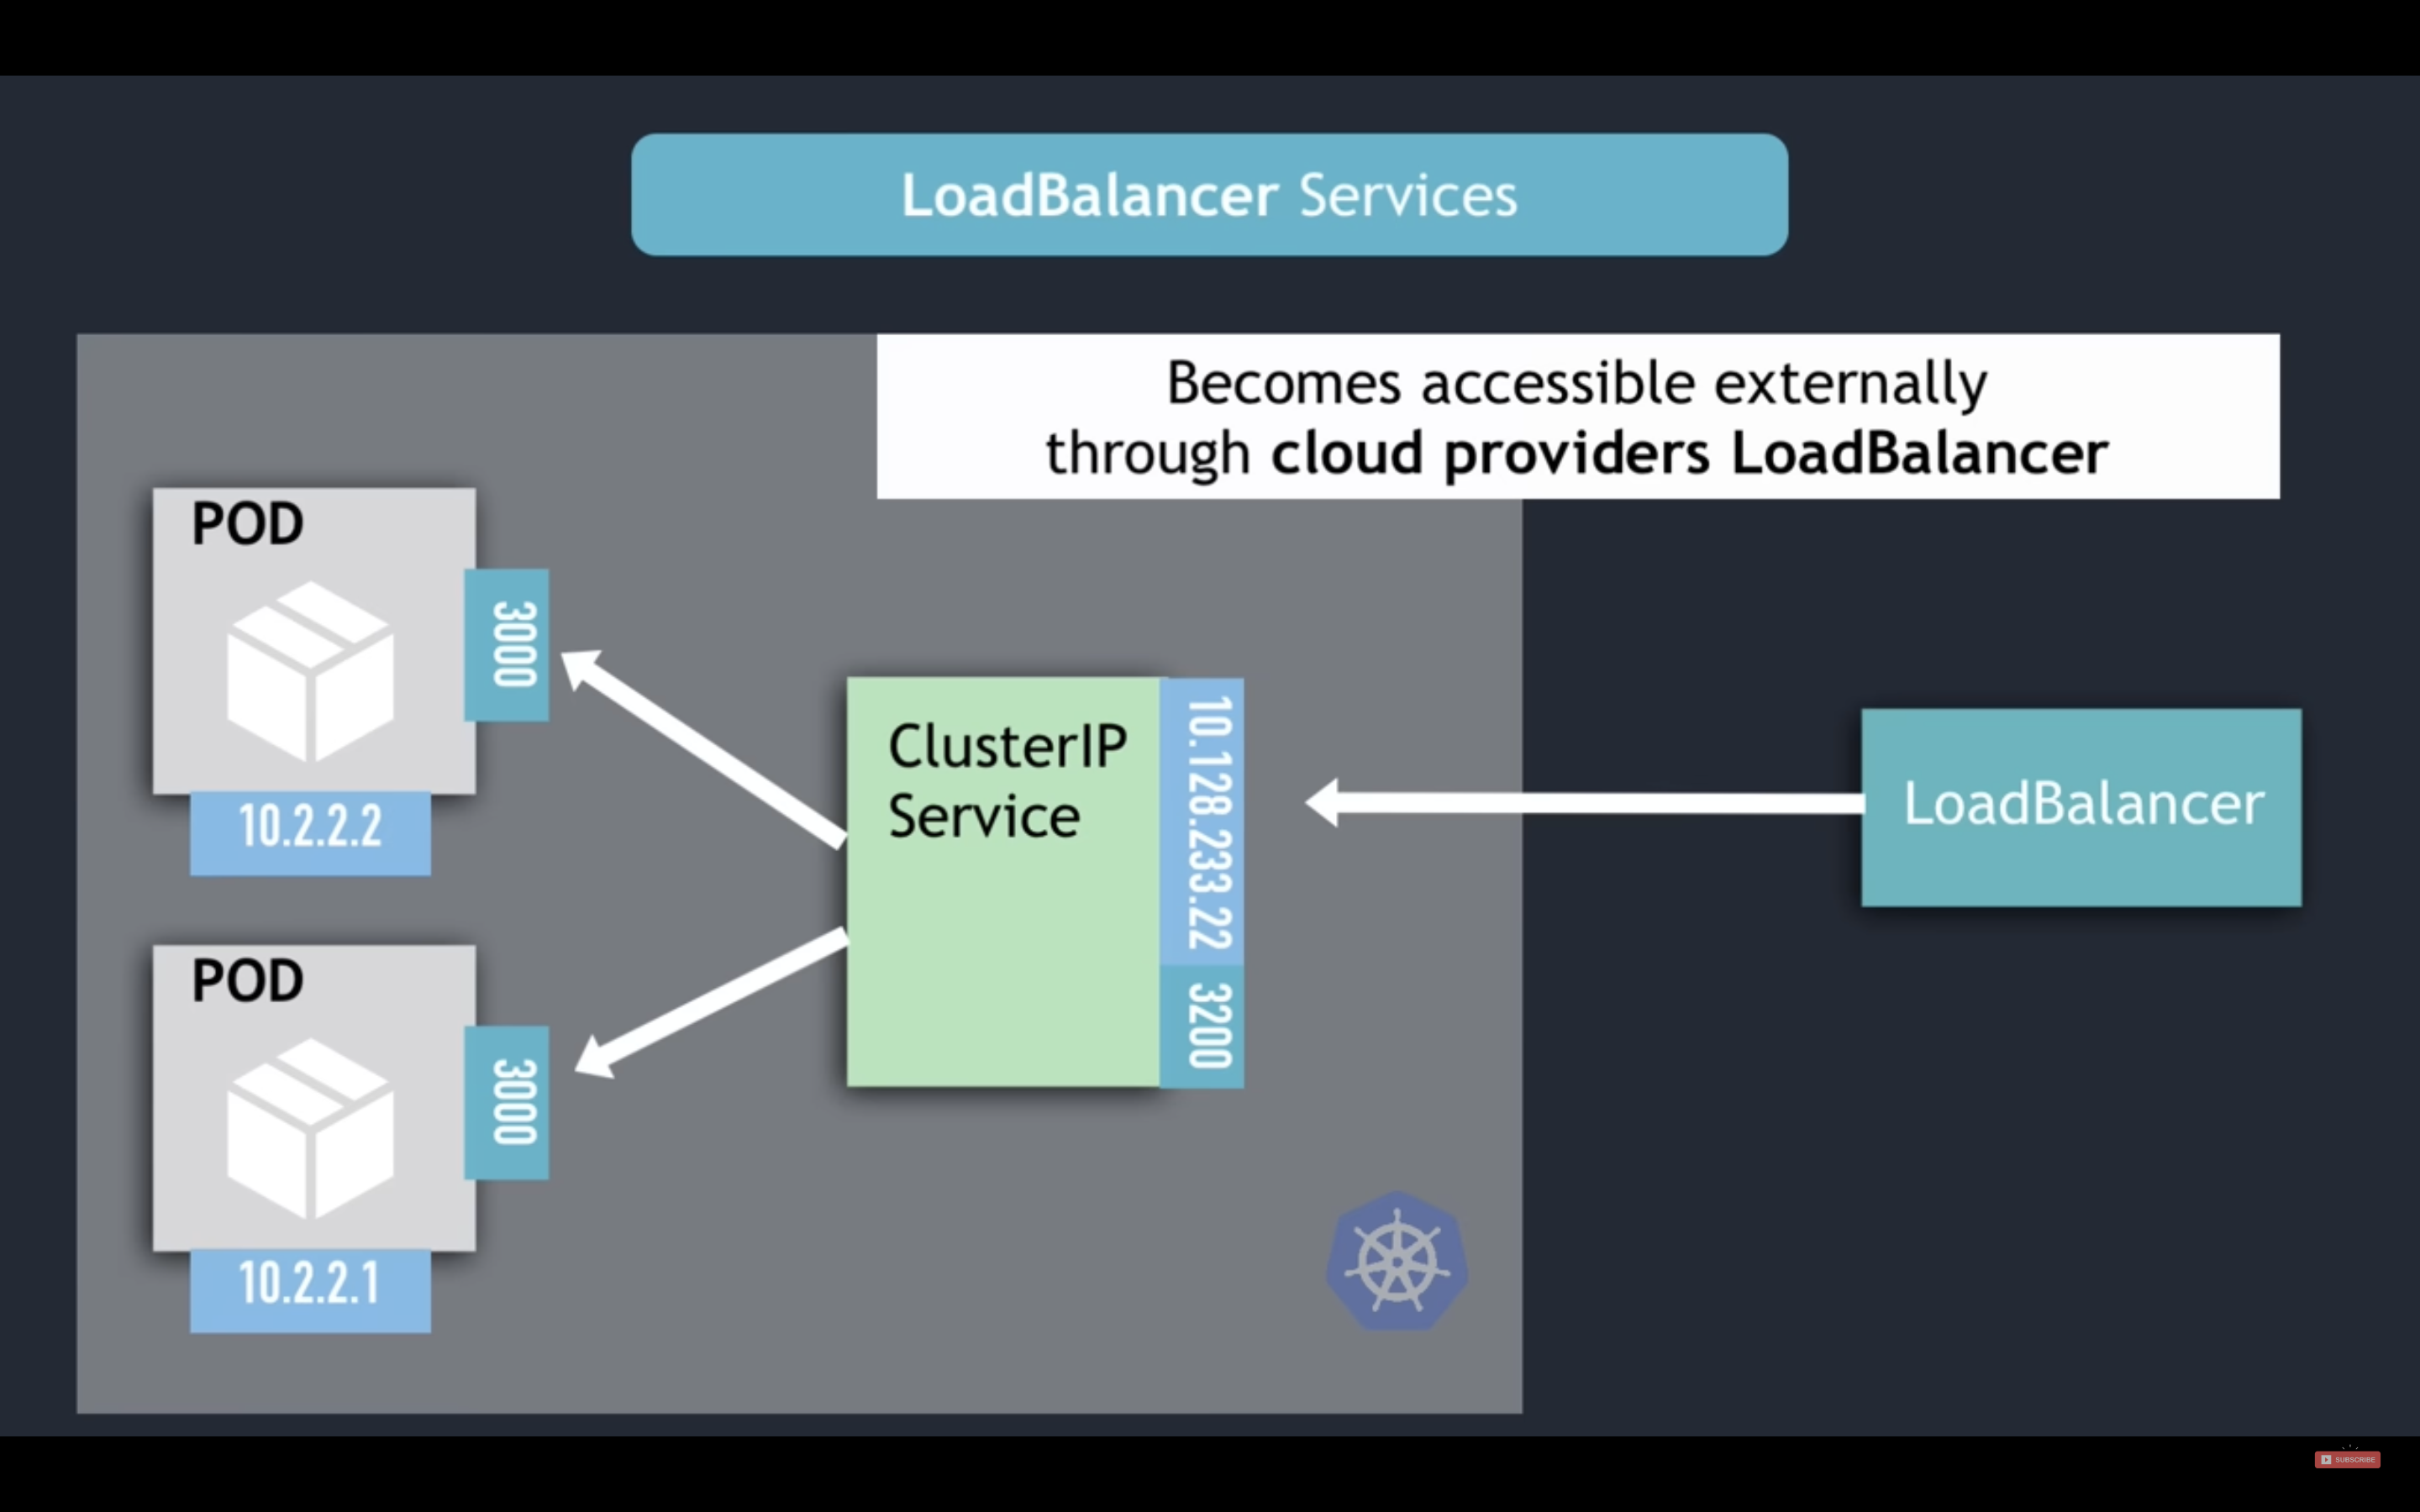 LoadBalancer Services
Becomes accessible externally
through cloud providers LoadBalancer
POD
3000
10.2.2.2
ClusterIP
Service
10.128.233.22
3200
LoadBalancer
POD
3000
10.2.2.1
SUBSCRIBE